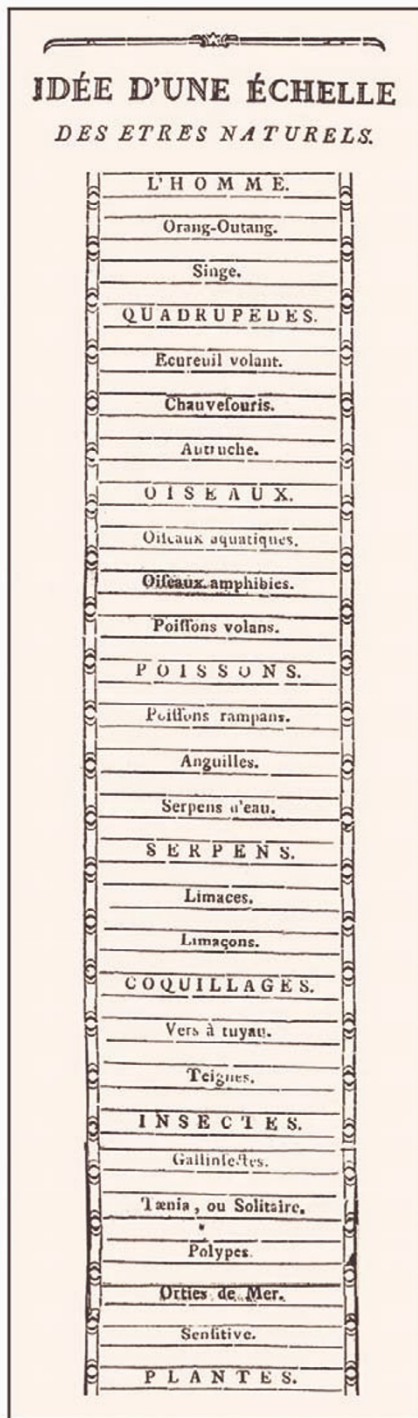 IDÉE D'UNE ÉCHELLE
DES ETRES NATURELS.
L'HOMME.
Orang-Outang.
Singe.
QUADRUPEDES.
Ecureuil volant.
Chauveſouris.
Autruche.
OISEAUX.
Oiſeaux aquatiques.
Oiſeaux amphibies.
Poiſſons volans.
POISSONS.
Poiſſons rampans.
Anguilles.
Serpens d'eau.
SERPENS.
Limaces.
Limaçons.
COQUILLAGES.
Vers à tuyau.
Teignes.
INSECTES.
Gallinſectes.
Tænia, ou Solitaire.
Polypes.
Orties de Mer.
Senſitive.
PLANTES.